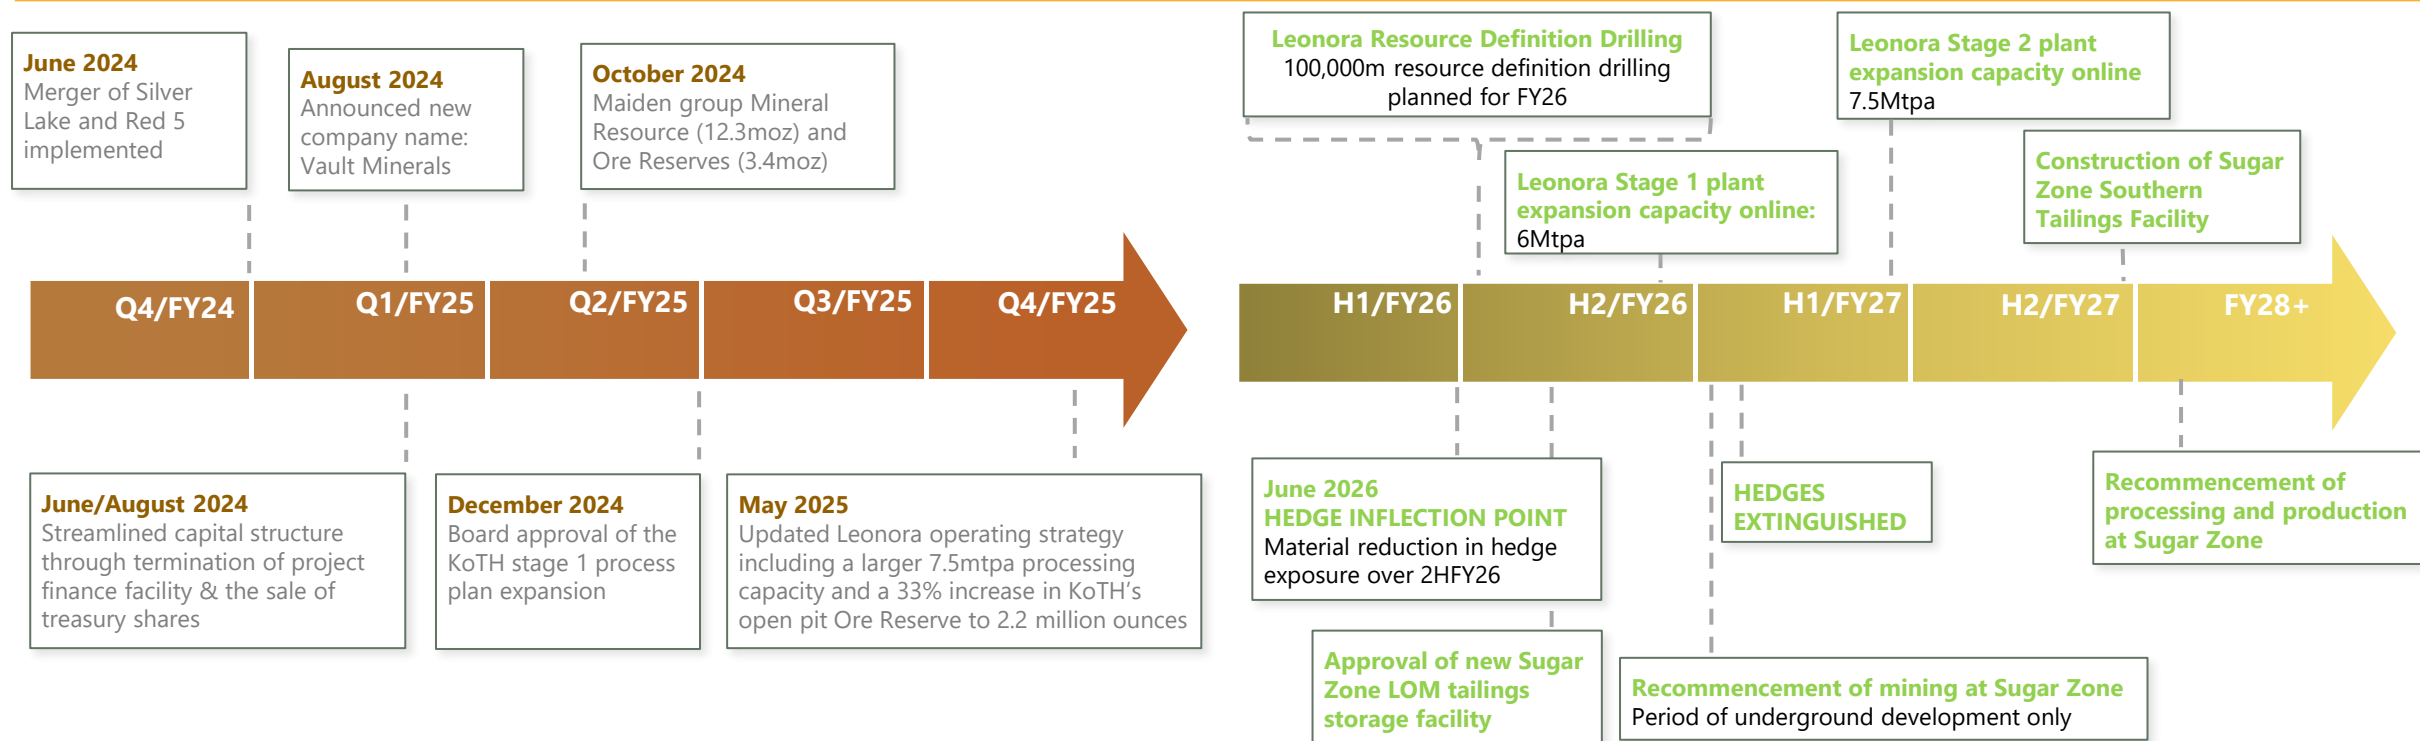 June 2024
Merger of Silver
Lake and Red 5
implemented
August 2024
Announced new
company name:
Vault Minerals
October 2024
Maiden group Mineral
Resource (12.3moz) and
Ore Reserves (3.4moz)
Leonora Resource Definition Drilling
100,000m resource definition drilling
planned for FY26
Leonora Stage 1 plant
expansion capacity online:
6Mtpa
Leonora Stage 2 plant
expansion capacity online
7.5Mtpa
Construction of Sugar
Zone Southern
Tailings Facility
Q4/FY24
Q1/FY25
Q2/FY25
Q3/FY25
Q4/FY25
H1/FY26
H2/FY26
H1/FY27
H2/FY27
FY28+
June/August 2024
Streamlined capital structure
through termination of project
finance facility & the sale of
treasury shares
December 2024
Board approval of the
KoTH stage 1 process
plan expansion
May 2025
Updated Leonora operating strategy
including a larger 7.5mtpa processing
capacity and a 33% increase in KoTH’s
open pit Ore Reserve to 2.2 million ounces
June 2026
HEDGE INFLECTION POINT
Material reduction in hedge
exposure over 2HFY26
Approval of new Sugar
Zone LOM tailings
storage facility
HEDGES
EXTINGUISHED
Recommencement of mining at Sugar Zone
Period of underground development only
Recommencement of
processing and production
at Sugar Zone